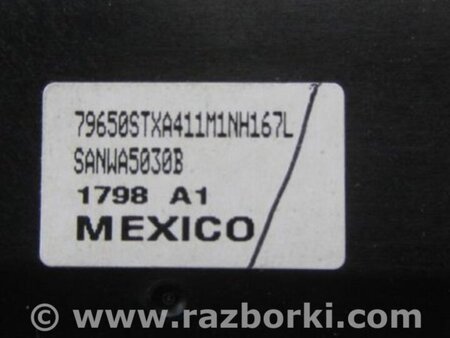 79650STXA411M1NH167L
SANWA5030B
1798 A1
MEXICO
© www.razborki.com